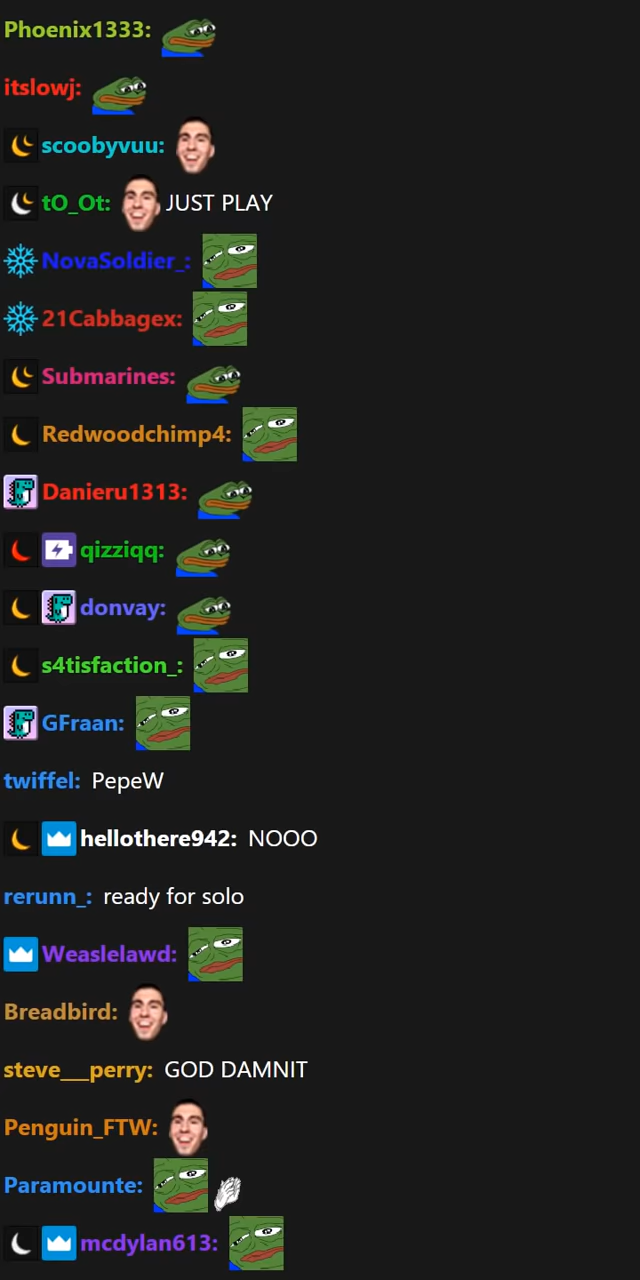 Phoenix1333:
itslowj:
scoobyvuu:
tO_Ot: JUST PLAY
NovaSoldier_:
21Cabbagex:
Submarines:
Redwoodchimp4:
Danieru1313:
qizziqq:
donvay:
s4tisfaction_:
GFraan:
twiffel: PepeW
hellothere942: NOOO
rerunn_: ready for solo
Weaslelawd:
Breadbird:
steve__perry: GOD DAMNIT
Penguin_FTW:
Paramounte:
mcdylan613: